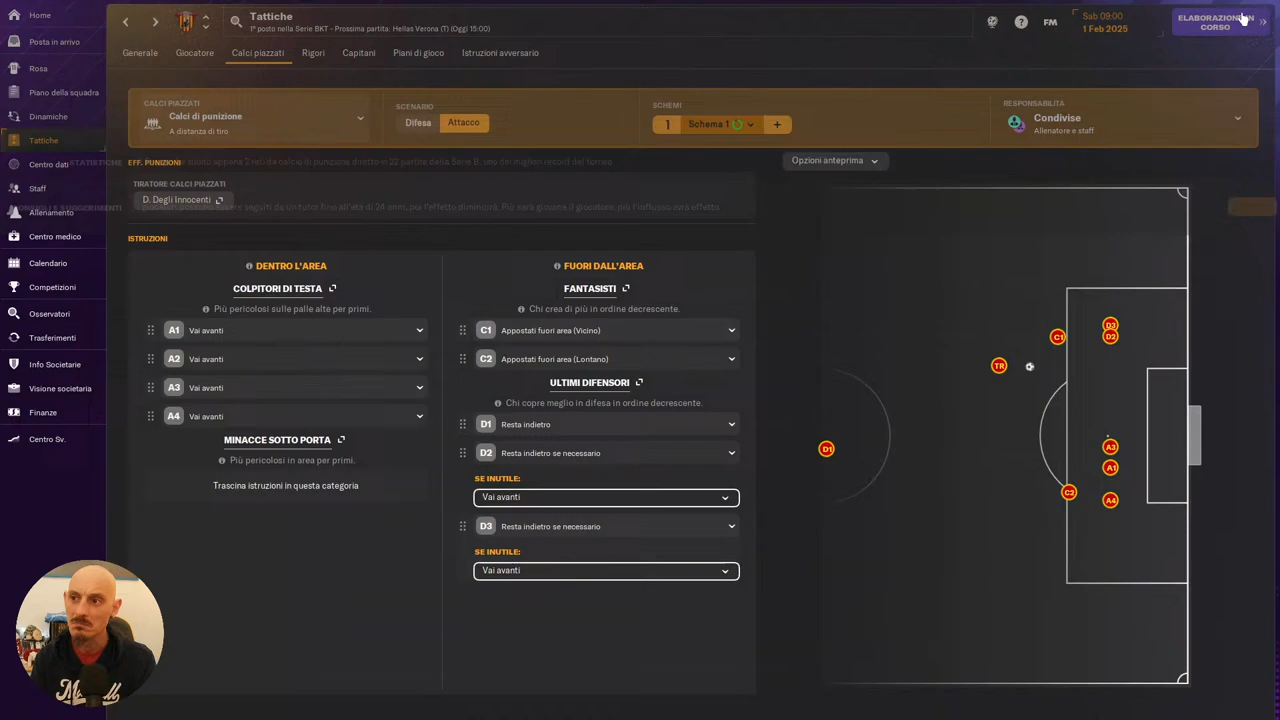 Home
Posta in arrivo
Rosa
Piano della squadra
Dinamiche
Tattiche
Centro dati
Staff
Allenamento
Centro medico
Calendario
Competizioni
Osservatori
Trasferimenti
Info Societarie
Visione societaria
Finanze
Centro Sv.
Tattiche
1° posto nella Serie BKT - Prossima partita: Hellas Verona (T) (Oggi 15:00)
FM
Sab 09:00
1 Feb 2025
ELABORAZIONE IN
CORSO
Generale
Giocatore
Calci piazzati
Rigori
Capitani
Piani di gioco
Istruzioni avversario
CALCI PIAZZATI
Calci di punizione
A distanza di tiro
SCENARIO
Difesa
Attacco
SCHEMI
1
Schema 1
+
RESPONSABILITÀ
Condivise
Allenatore e staff
STATISTICHE
EFF. PUNIZIONI
Opzioni anteprima
TIRATORE CALCI PIAZZATI
D. Degli Innocenti
ISTRUZIONI
DENTRO L'AREA
COLPITORI DI TESTA
Più pericolosi sulle palle alte per primi.
A1 Vai avanti
A2 Vai avanti
A3 Vai avanti
A4 Vai avanti
MINACCE SOTTO PORTA
Più pericolosi in area per primi.
Trascina istruzioni in questa categoria
FUORI DALL'AREA
FANTASISTI
Chi crea di più in ordine decrescente.
C1 Appostati fuori area (Vicino)
C2 Appostati fuori area (Lontano)
ULTIMI DIFENSORI
Chi copre meglio in difesa in ordine decrescente.
D1 Resta indietro
D2 Resta indietro se necessario
SE INUTILE:
Vai avanti
D3 Resta indietro se necessario
SE INUTILE:
Vai avanti
D3
D2
C1
TR
D1
A3
A1
C2
A4